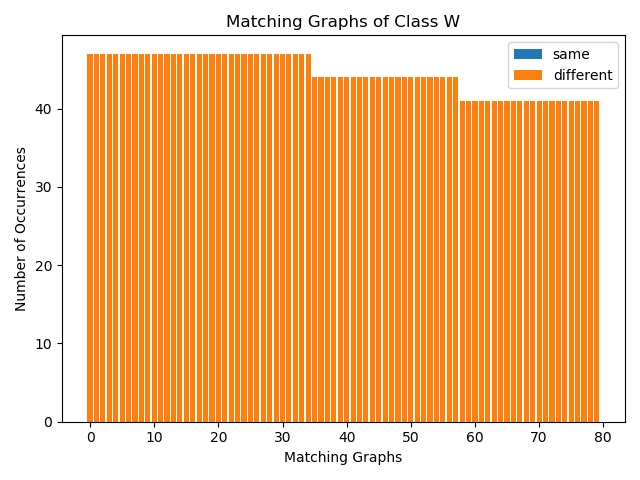 Matching Graphs of Class W
same
different
Number of Occurrences
40
30
20
10
0
0 10 20 30 40 50 60 70 80
Matching Graphs